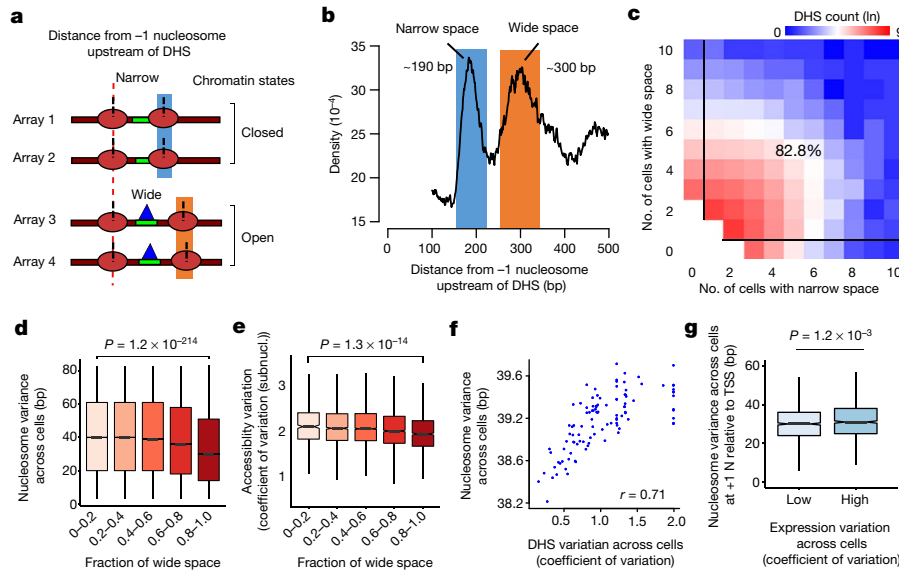 a
Distance from –1 nucleosome
upstream of DHS
Narrow
Chromatin states
Array 1
Array 2
Closed
Wide
Array 3
Array 4
Open
b
Narrow space
Wide space
~190 bp
~300 bp
Density (10⁻⁴)
35
25
15
0
100
200
300
400
500
Distance from –1 nucleosome
upstream of DHS (bp)
c
DHS count (ln)
0
9
No. of cells with wide space
10
8
6
4
2
0
82.8%
0
2
4
6
8
10
No. of cells with narrow space
d
P = 1.2 × 10⁻²¹⁴
Nucleosome variance
across cells (bp)
80
60
40
20
0
0–0.2
0.2–0.4
0.4–0.6
0.6–0.8
0.8–1.0
Fraction of wide space
e
P = 1.3 × 10⁻¹⁴
Accessibility variation
(coefficient of variation (subnucl.))
3
2
1
0–0.2
0.2–0.4
0.4–0.6
0.6–0.8
0.8–1.0
Fraction of wide space
f
Nucleosome variance
across cells (bp)
39.6
39.2
38.6
38.2
r = 0.71
0.5
1.0
1.5
2.0
DHS variation across cells
(coefficient of variation)
g
P = 1.2 × 10⁻³
Nucleosome variance across cells
at +1 N relative to TSS (bp)
60
40
20
0
Low
High
Expression variation
across cells
(coefficient of variation)